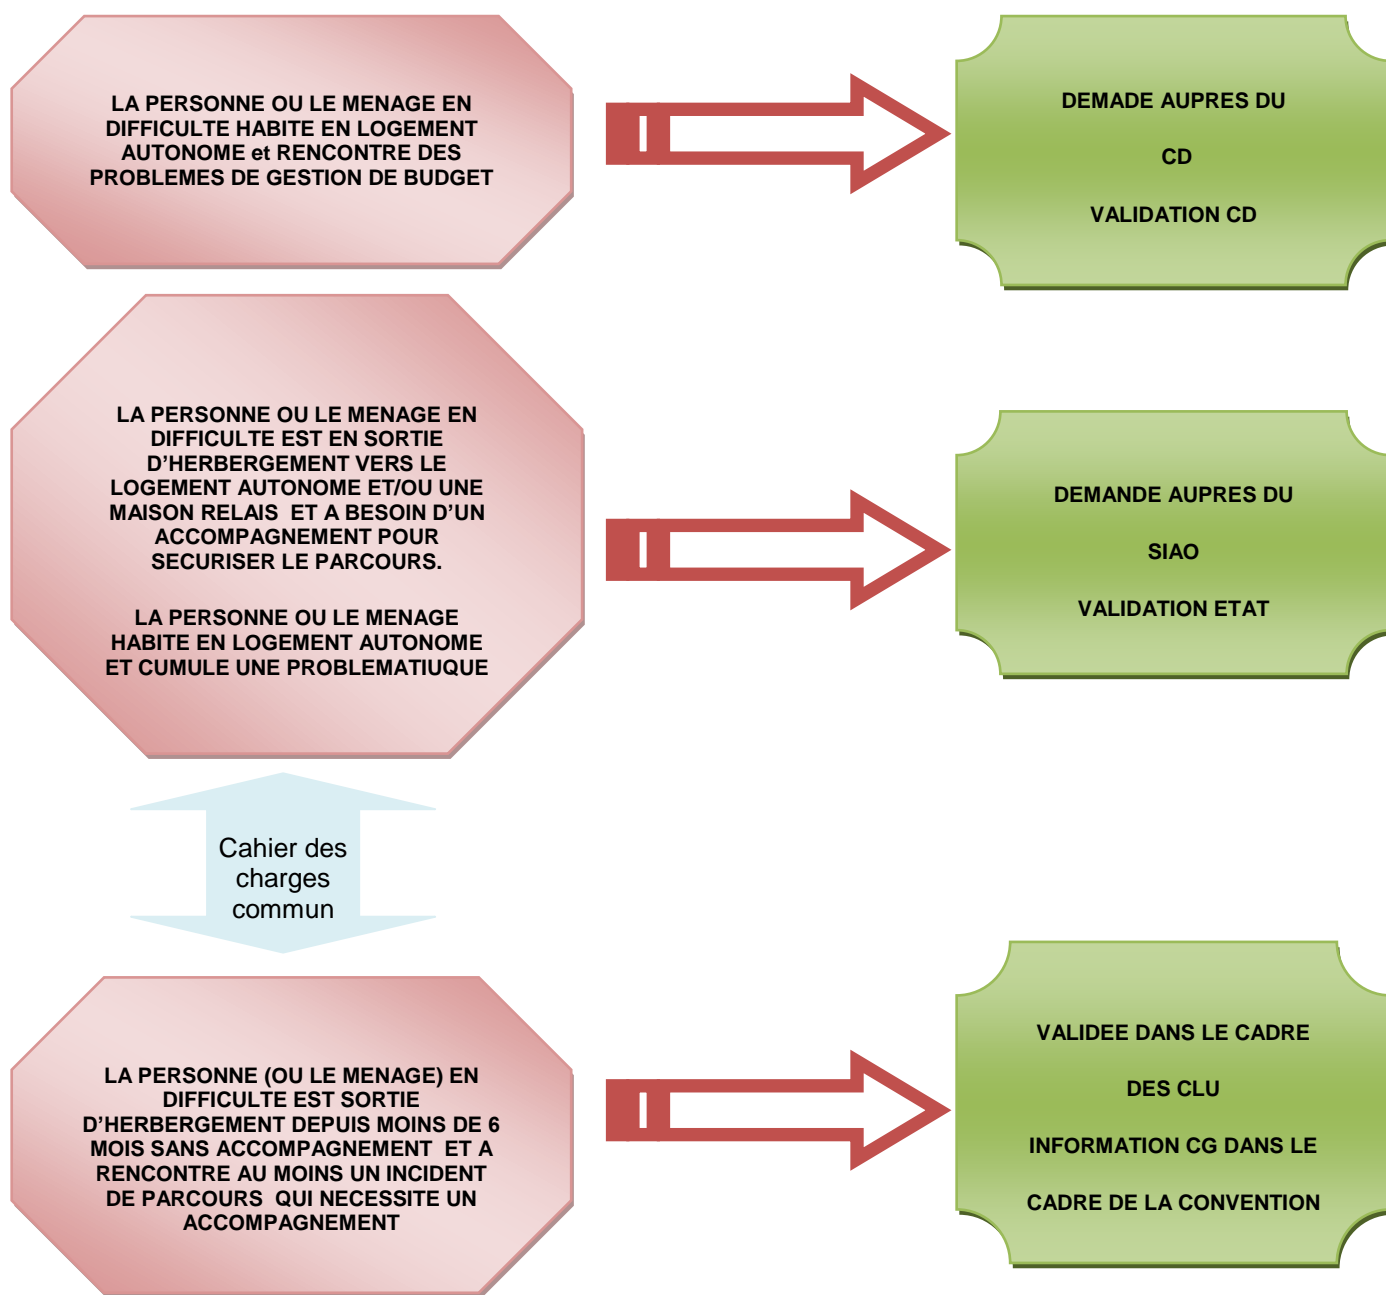 LA PERSONNE OU LE MENAGE EN
DIFFICULTE HABITE EN LOGEMENT
AUTONOME et RENCONTRE DES
PROBLEMES DE GESTION DE BUDGET
DEMADE AUPRES DU
CD
VALIDATION CD
LA PERSONNE OU LE MENAGE EN
DIFFICULTE EST EN SORTIE
D’HERBERGEMENT VERS LE
LOGEMENT AUTONOME ET/OU UNE
MAISON RELAIS ET A BESOIN D’UN
ACCOMPAGNEMENT POUR
SECURISER LE PARCOURS.
LA PERSONNE OU LE MENAGE
HABITE EN LOGEMENT AUTONOME
ET CUMULE UNE PROBLEMATIUQUE
DEMANDE AUPRES DU
SIAO
VALIDATION ETAT
Cahier des
charges
commun
LA PERSONNE (OU LE MENAGE) EN
DIFFICULTE EST SORTIE
D’HERBERGEMENT DEPUIS MOINS DE 6
MOIS SANS ACCOMPAGNEMENT ET A
RENCONTRE AU MOINS UN INCIDENT
DE PARCOURS QUI NECESSITE UN
ACCOMPAGNEMENT
VALIDEE DANS LE CADRE
DES CLU
INFORMATION CG DANS LE
CADRE DE LA CONVENTION